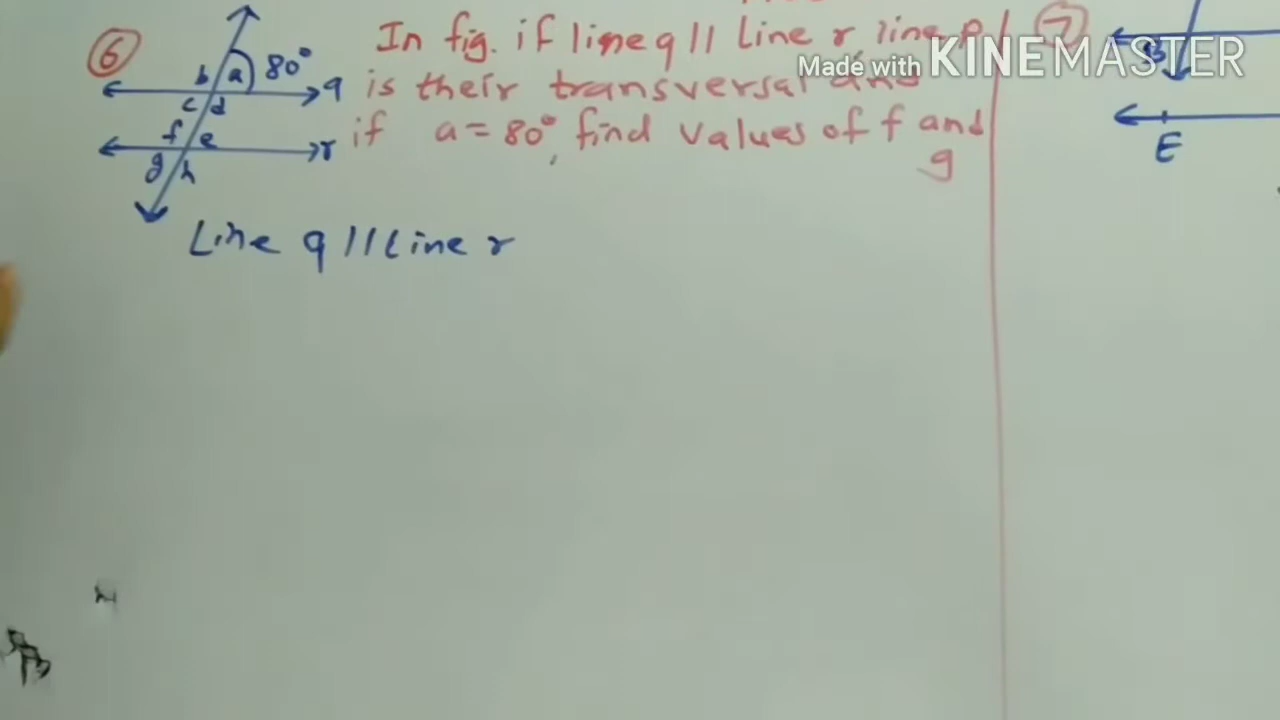 6
In fig. if line q || Line r, line p
is their transversal and
if a = 80°, find values of f and
g
b a 80°
c d q
f e
g h r
Line q || Line r
7
B
E
Made with KINEMASTER